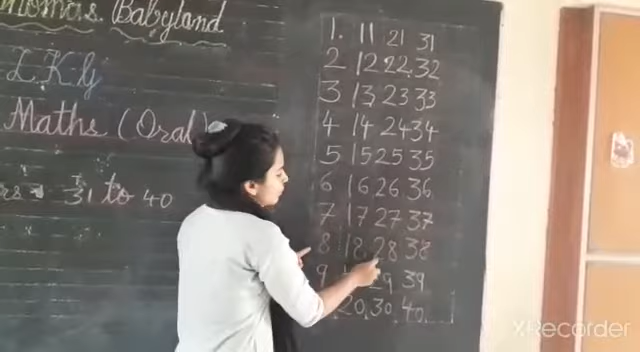 Thomas Babyland
L.K.G
Maths (Oral)
31 to 40
1. 11 21 31
2 12 22 32
3 13 23 33
4 14 24 34
5 15 25 35
6 16 26 36
7 17 27 37
8 18 28 38
9 29 39
20 30 40
XRecorder